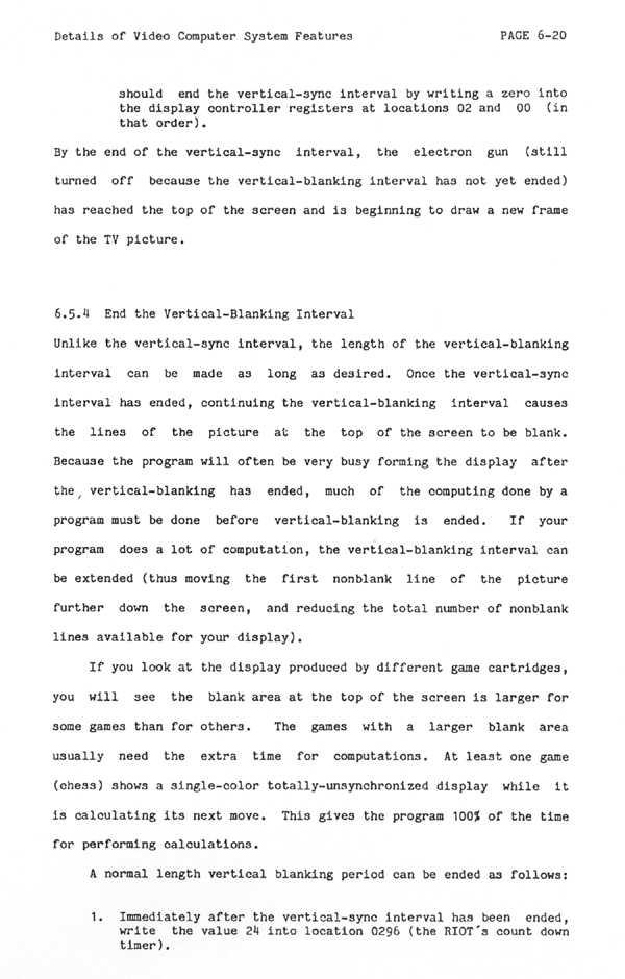 Details of Video Computer System Features PAGE 6-20
should end the vertical-sync interval by writing a zero into
the display controller registers at locations 02 and 00 (in
that order).
By the end of the vertical-sync interval, the electron gun (still
turned off because the vertical-blanking interval has not yet ended)
has reached the top of the screen and is beginning to draw a new frame
of the TV picture.
6.5.4 End the Vertical-Blanking Interval
Unlike the vertical-sync interval, the length of the vertical-blanking
interval can be made as long as desired. Once the vertical-sync
interval has ended, continuing the vertical-blanking interval causes
the lines of the picture at the top of the screen to be blank.
Because the program will often be very busy forming the display after
the, vertical-blanking has ended, much of the computing done by a
program must be done before vertical-blanking is ended. If your
program does a lot of computation, the vertical-blanking interval can
be extended (thus moving the first nonblank line of the picture
further down the screen, and reducing the total number of nonblank
lines available for your display).
If you look at the display produced by different game cartridges,
you will see the blank area at the top of the screen is larger for
some games than for others. The games with a larger blank area
usually need the extra time for computations. At least one game
(chess) shows a single-color totally-unsynchronized display while it
is calculating its next move. This gives the program 100% of the time
for performing calculations.
A normal length vertical blanking period can be ended as follows:
1. Immediately after the vertical-sync interval has been ended,
write the value 24 into location 0296 (the RIOT's count down
timer).